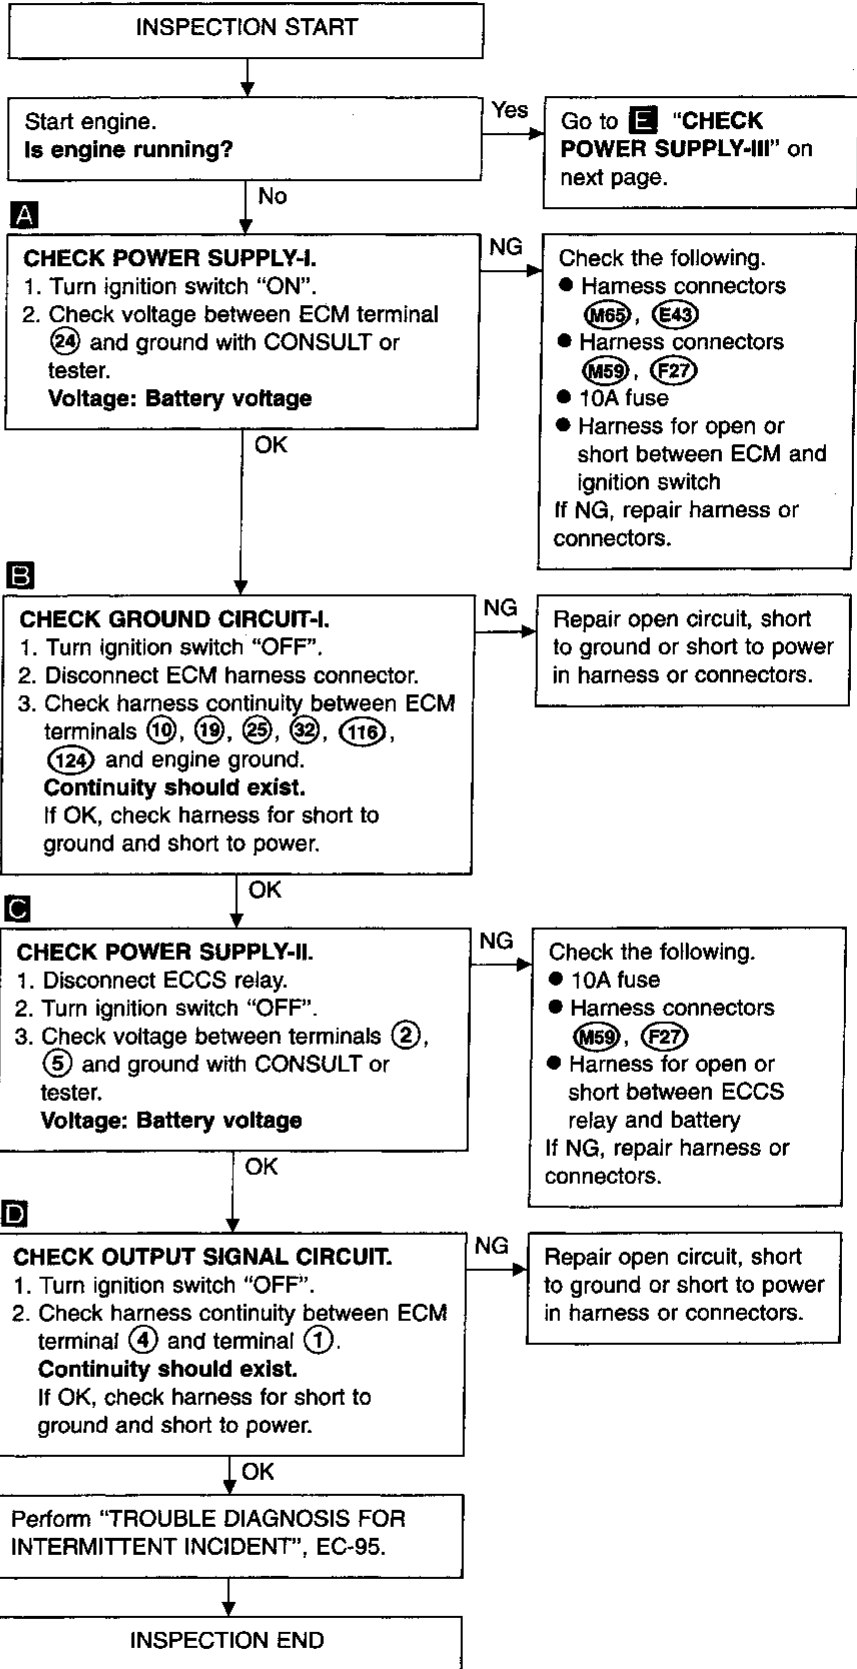 INSPECTION START
Start engine.
Is engine running?
Yes
Go to E "CHECK
POWER SUPPLY-III" on
next page.
No
A
CHECK POWER SUPPLY-I.
1. Turn ignition switch "ON".
2. Check voltage between ECM terminal
24 and ground with CONSULT or
tester.
Voltage: Battery voltage
NG
Check the following.
● Harness connectors
M65, E43
● Harness connectors
M59, F27
● 10A fuse
● Harness for open or
short between ECM and
ignition switch
If NG, repair harness or
connectors.
OK
B
CHECK GROUND CIRCUIT-I.
1. Turn ignition switch "OFF".
2. Disconnect ECM harness connector.
3. Check harness continuity between ECM
terminals 10, 19, 25, 32, 116,
124 and engine ground.
Continuity should exist.
If OK, check harness for short to
ground and short to power.
NG
Repair open circuit, short
to ground or short to power
in harness or connectors.
OK
C
CHECK POWER SUPPLY-II.
1. Disconnect ECCS relay.
2. Turn ignition switch "OFF".
3. Check voltage between terminals 2,
5 and ground with CONSULT or
tester.
Voltage: Battery voltage
NG
Check the following.
● 10A fuse
● Harness connectors
M59, F27
● Harness for open or
short between ECCS
relay and battery
If NG, repair harness or
connectors.
OK
D
CHECK OUTPUT SIGNAL CIRCUIT.
1. Turn ignition switch "OFF".
2. Check harness continuity between ECM
terminal 4 and terminal 1.
Continuity should exist.
If OK, check harness for short to
ground and short to power.
NG
Repair open circuit, short
to ground or short to power
in harness or connectors.
OK
Perform "TROUBLE DIAGNOSIS FOR
INTERMITTENT INCIDENT", EC-95.
INSPECTION END